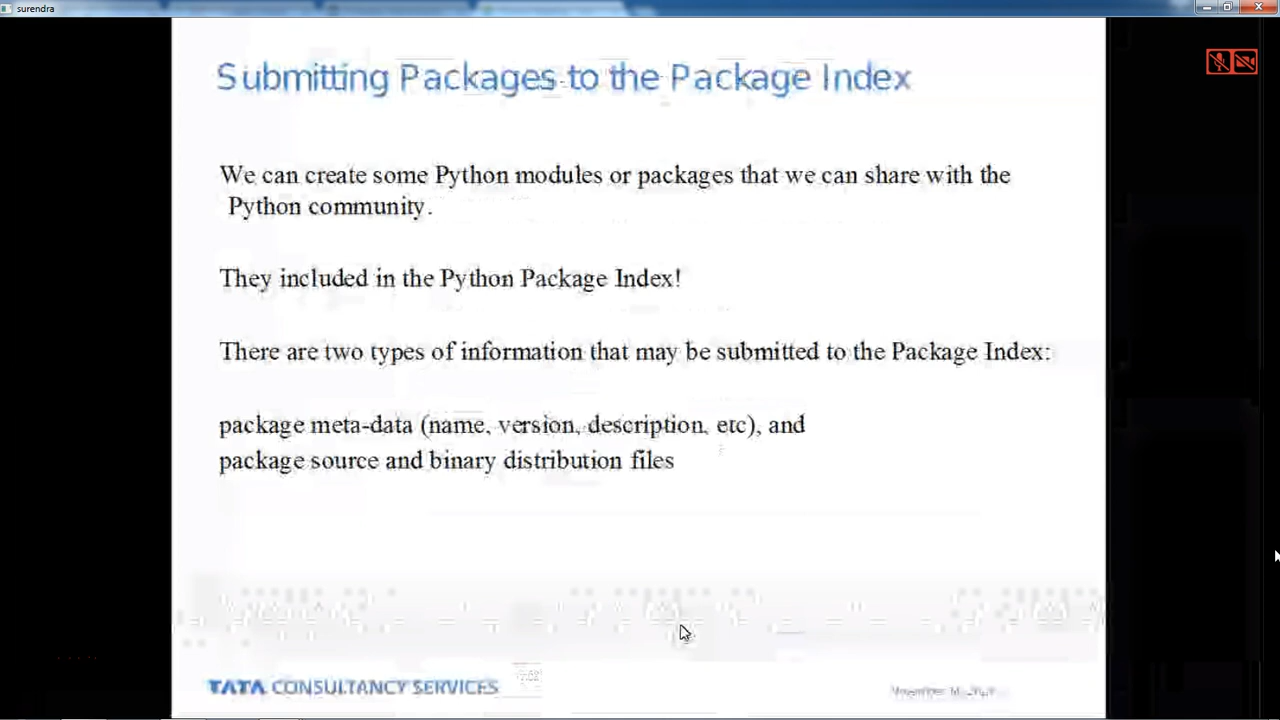 surendra
Submitting Packages to the Package Index
We can create some Python modules or packages that we can share with the
Python community.
They included in the Python Package Index!
There are two types of information that may be submitted to the Package Index:
package meta-data (name, version, description, etc), and
package source and binary distribution files
TATA CONSULTANCY SERVICES
November